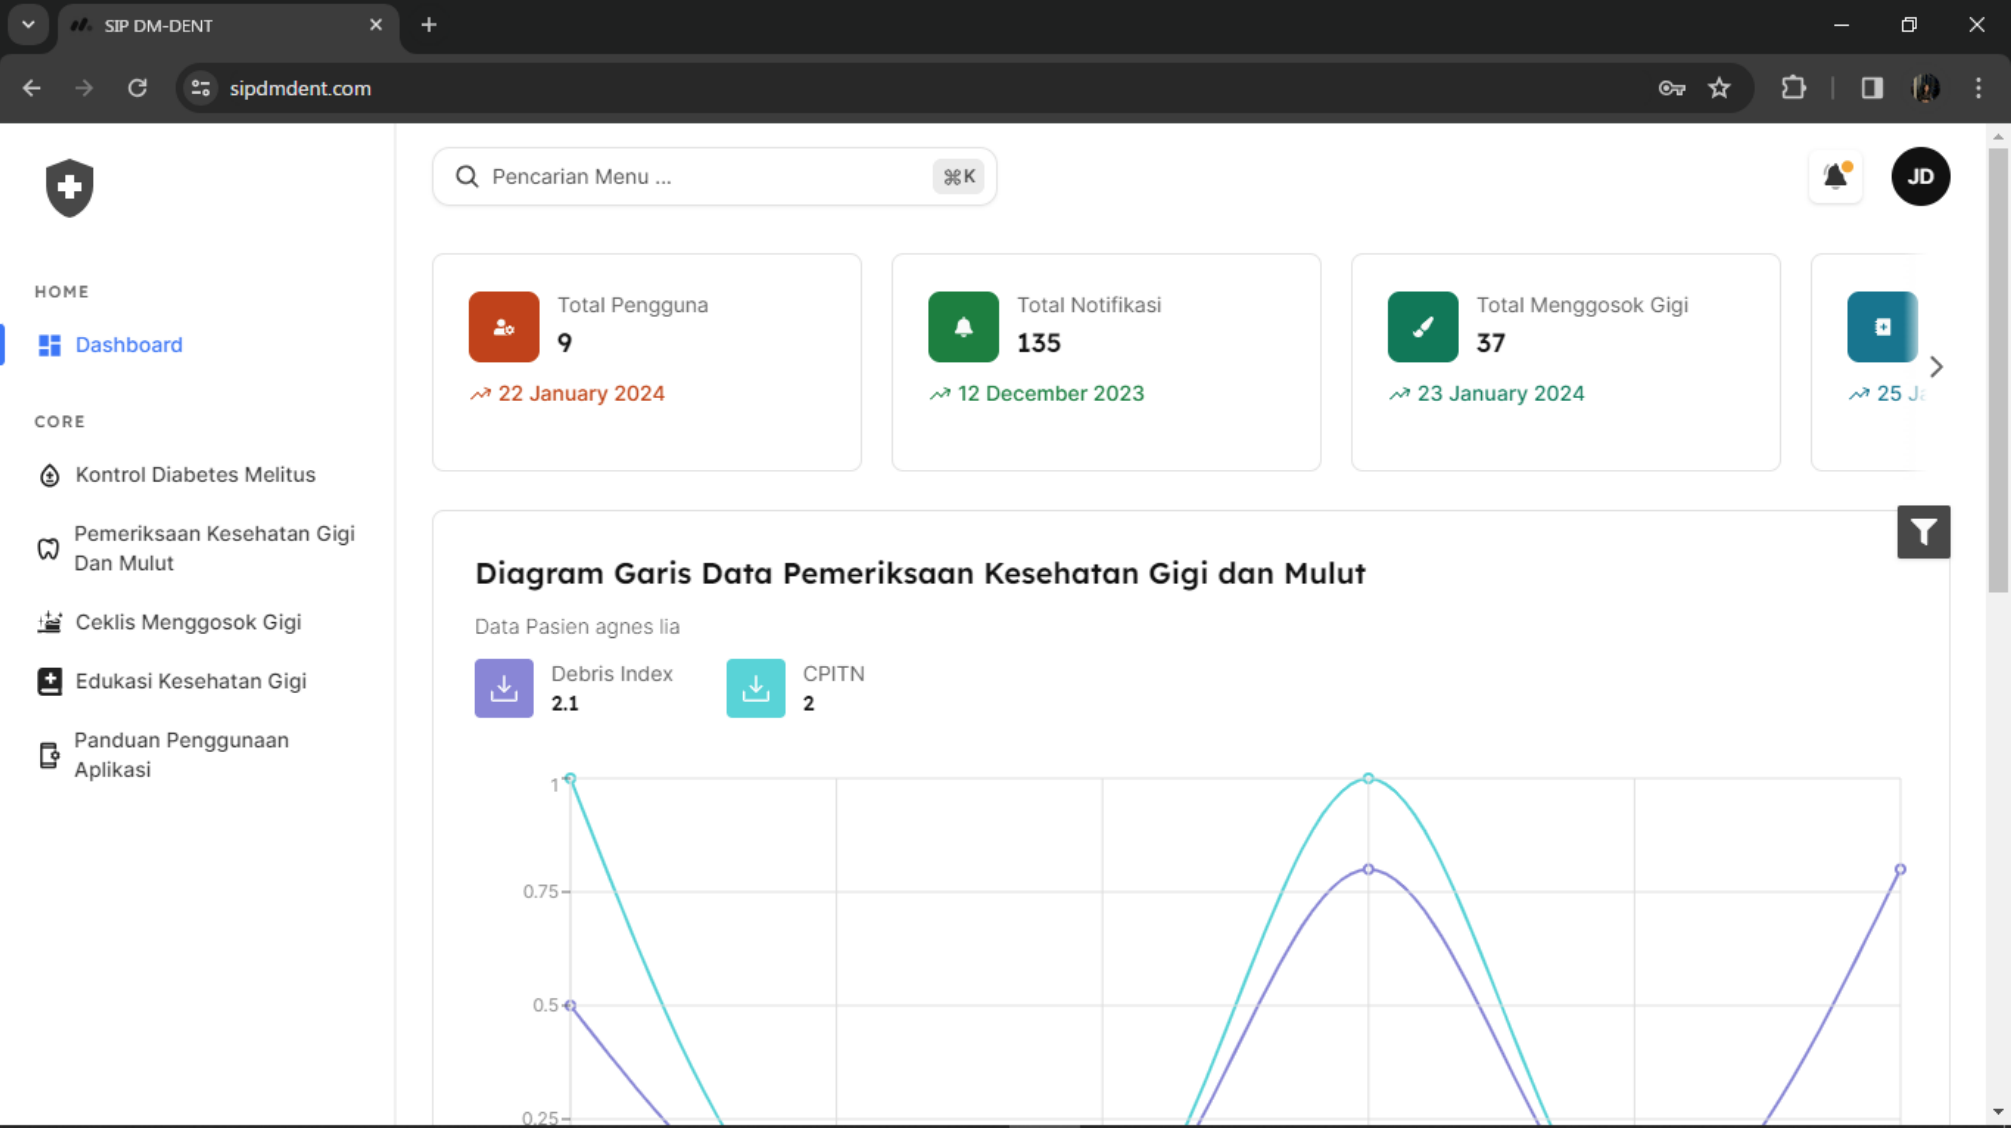 SIP DM-DENT
sipdmdent.com
Pencarian Menu ...
⌘K
JD
HOME
Dashboard
CORE
Kontrol Diabetes Melitus
Pemeriksaan Kesehatan Gigi
Dan Mulut
Ceklis Menggosok Gigi
Edukasi Kesehatan Gigi
Panduan Penggunaan
Aplikasi
Total Pengguna
9
22 January 2024
Total Notifikasi
135
12 December 2023
Total Menggosok Gigi
37
23 January 2024
25
Diagram Garis Data Pemeriksaan Kesehatan Gigi dan Mulut
Data Pasien agnes lia
Debris Index
2.1
CPITN
2
1
0.75
0.5
0.25